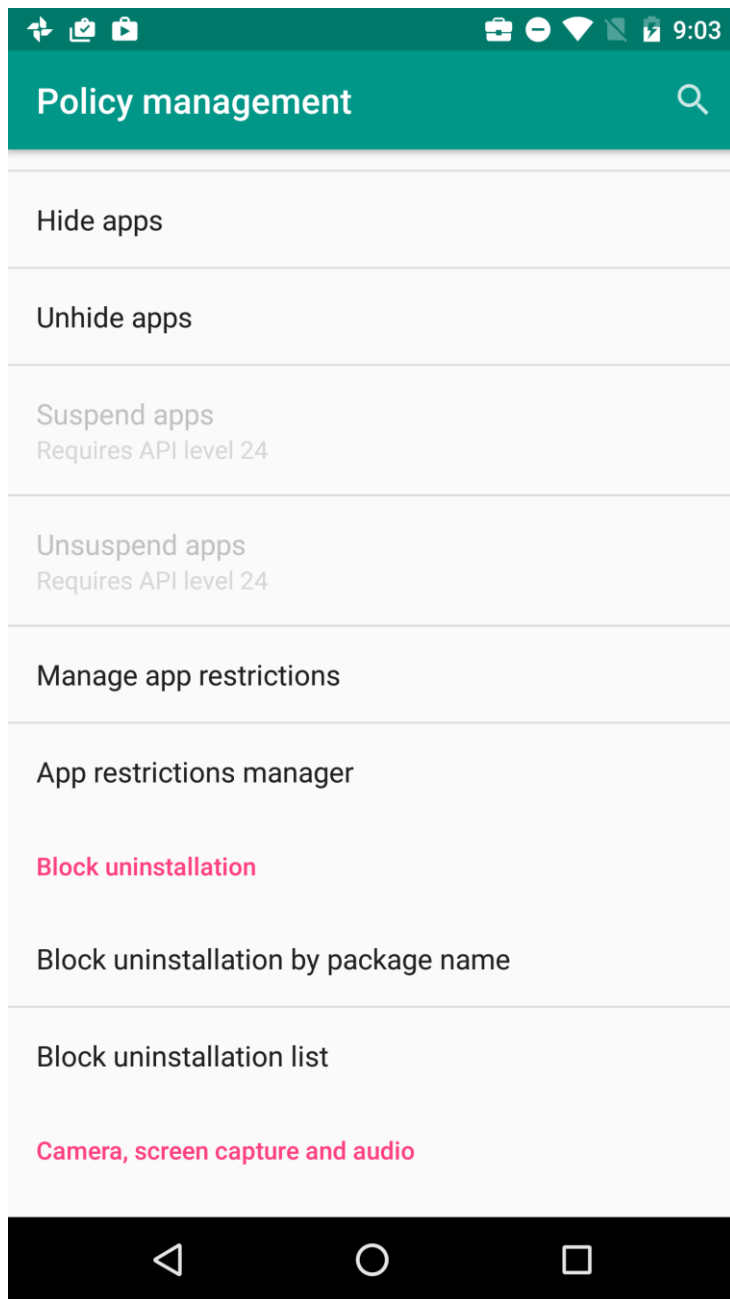 9:03
Policy management
Hide apps
Unhide apps
Suspend apps
Requires API level 24
Unsuspend apps
Requires API level 24
Manage app restrictions
App restrictions manager
Block uninstallation
Block uninstallation by package name
Block uninstallation list
Camera, screen capture and audio